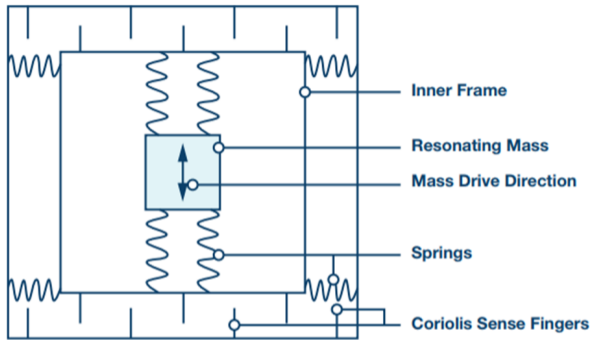 Inner Frame
Resonating Mass
Mass Drive Direction
Springs
Coriolis Sense Fingers